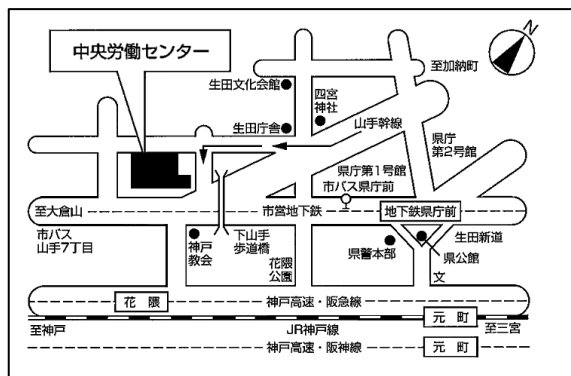 中央労働センター
N
至加納町
生田文化会館
四宮
神社
生田庁舎
山手幹線
県庁
第2号館
県庁第1号館
市バス県庁前
至大倉山
市営地下鉄
地下鉄県庁前
市バス
山手7丁目
神戸
教会
下山手
歩道橋
花隈
公園
県警本部
生田新道
県公館
文
花隈
神戸高速・阪急線
至神戸
JR神戸線
元町
至三宮
神戸高速・阪神線
元町